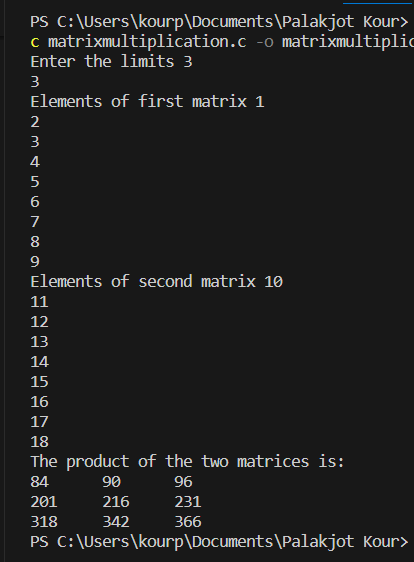 PS C:\Users\kourp\Documents\Palakjot Kour>
c matrixmultiplication.c -o matrixmultiplic
Enter the limits 3
3
Elements of first matrix 1
2
3
4
5
6
7
8
9
Elements of second matrix 10
11
12
13
14
15
16
17
18
The product of the two matrices is:
84 90 96
201 216 231
318 342 366
PS C:\Users\kourp\Documents\Palakjot Kour>